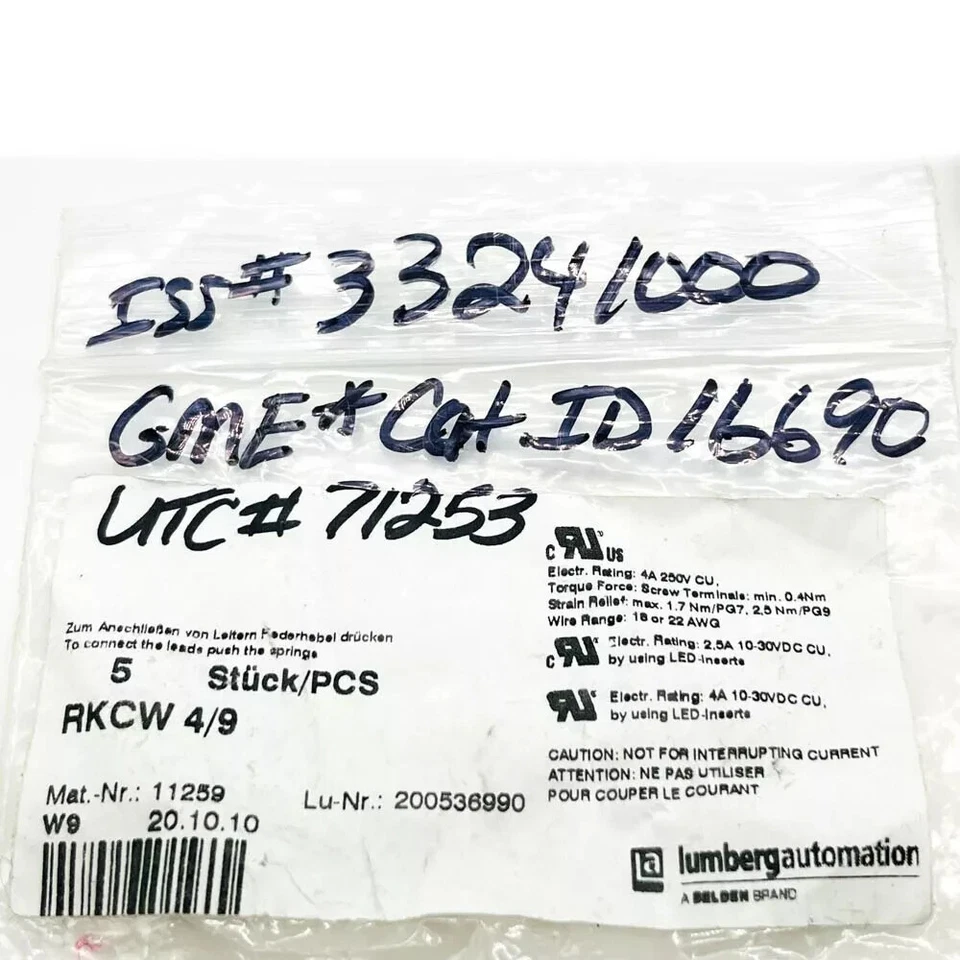 ISS# 33241000
GME# Cat ID 16690
UTC# 71253
c RU US
Electr. Rating: 4A 250V CU,
Torque Force: Screw Terminals: min. 0.4Nm
Strain Relief: max. 1.7 Nm/PG7, 2,5 Nm/PG9
Wire Range: 18 or 22 AWG
Zum Anschließen von Leitern Federhebel drücken
To connect the leads push the springs
5 Stück/PCS
RKCW 4/9
c RU Electr. Rating: 2,5A 10-30VDC CU,
by using LED-Inserts
RU Electr. Rating: 4A 10-30VDC CU,
by using LED-Inserts
CAUTION: NOT FOR INTERRUPTING CURRENT
ATTENTION: NE PAS UTILISER
POUR COUPER LE COURANT
Mat.-Nr.: 11259 Lu-Nr.: 200536990
W9 20.10.10
la lumbergautomation
A BELDEN BRAND